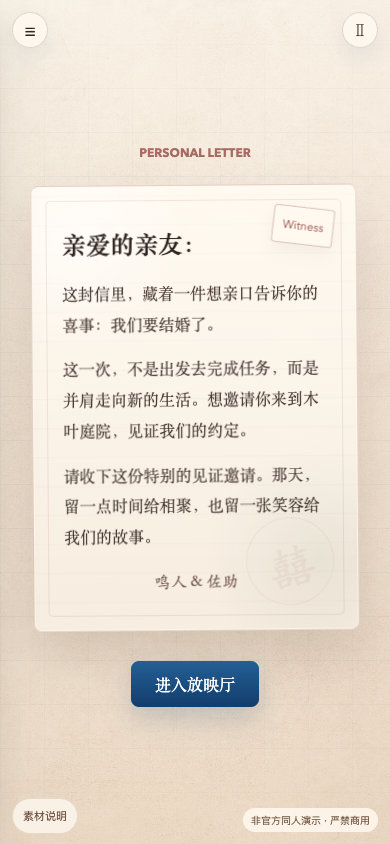 ≡
II
PERSONAL LETTER
Witness
亲爱的亲友：
这封信里，藏着一件想亲口告诉你的
喜事：我们要结婚了。
这一次，不是出发去完成任务，而是
并肩走向新的生活。想邀请你来到木
叶庭院，见证我们的约定。
请收下这份特别的见证邀请。那天，
留一点时间给相聚，也留一张笑容给
我们的故事。
鸣人 & 佐助
囍
进入放映厅
素材说明
非官方同人演示 · 严禁商用